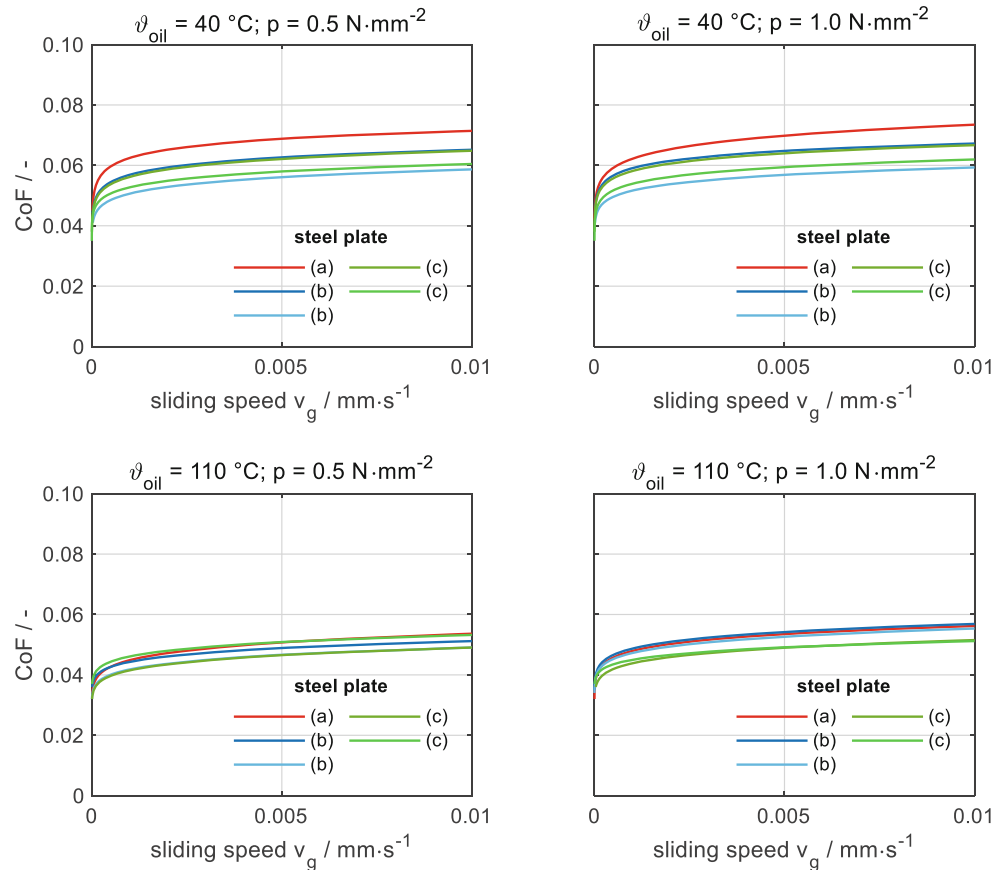 ϑoil = 40 °C; p = 0.5 N·mm-2
0.10
0.08
0.06
0.04
0.02
0
CoF / -
steel plate
(a) (c)
(b) (c)
(b)
0 0.005 0.01
sliding speed vg / mm·s-1
ϑoil = 40 °C; p = 1.0 N·mm-2
steel plate
(a) (c)
(b) (c)
(b)
0 0.005 0.01
sliding speed vg / mm·s-1
ϑoil = 110 °C; p = 0.5 N·mm-2
0.10
0.08
0.06
0.04
0.02
0
CoF / -
steel plate
(a) (c)
(b) (c)
(b)
0 0.005 0.01
sliding speed vg / mm·s-1
ϑoil = 110 °C; p = 1.0 N·mm-2
steel plate
(a) (c)
(b) (c)
(b)
0 0.005 0.01
sliding speed vg / mm·s-1